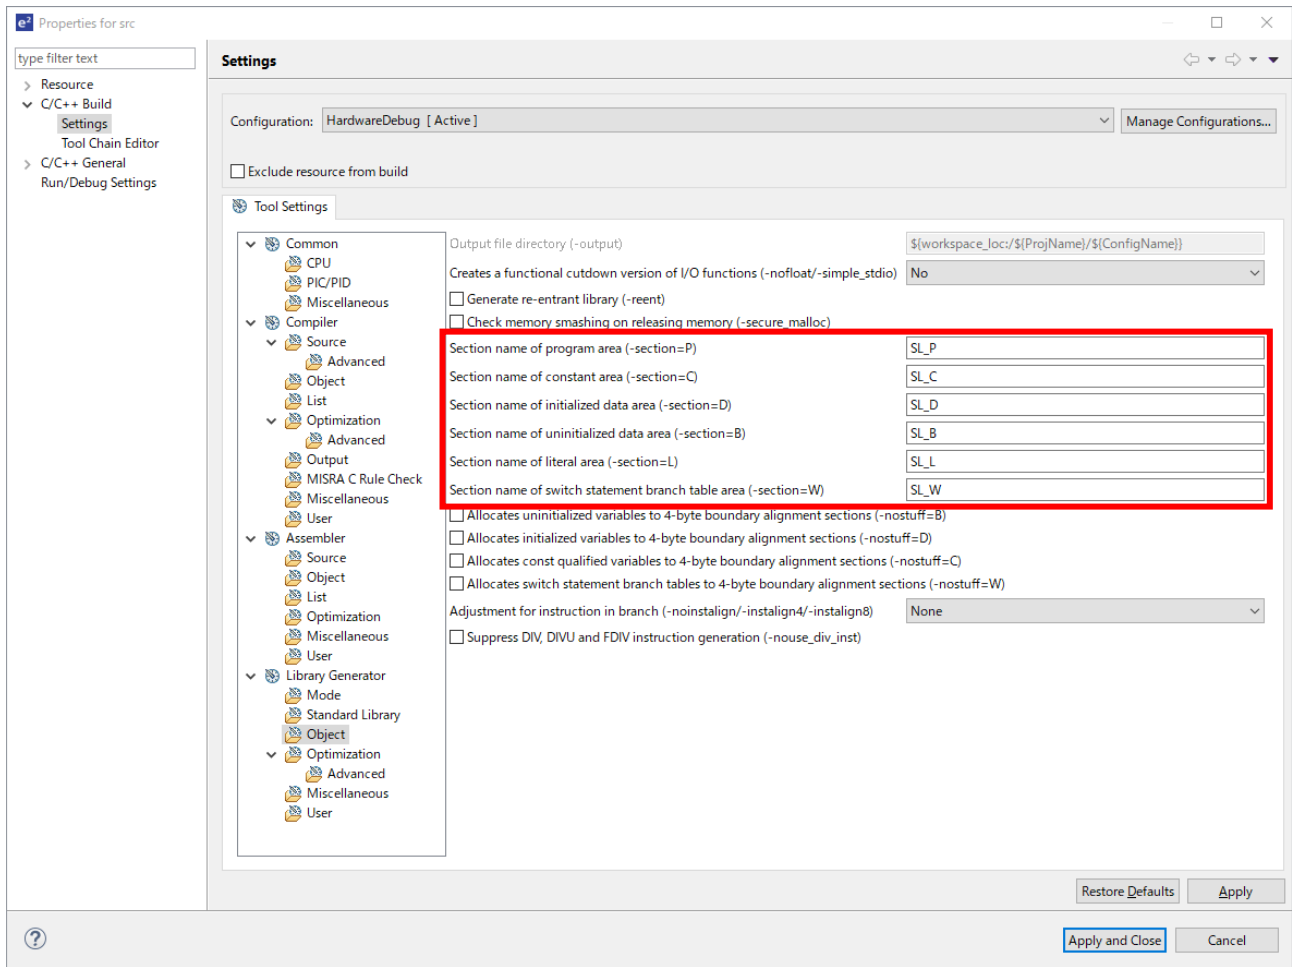 e² Properties for src
type filter text
Resource
C/C++ Build
Settings
Tool Chain Editor
C/C++ General
Run/Debug Settings
Settings
Configuration: HardwareDebug [ Active ] Manage Configurations...
Exclude resource from build
Tool Settings
Common
CPU
PIC/PID
Miscellaneous
Compiler
Source
Advanced
Object
List
Optimization
Advanced
Output
MISRA C Rule Check
Miscellaneous
User
Assembler
Source
Object
List
Optimization
Miscellaneous
User
Library Generator
Mode
Standard Library
Object
Optimization
Advanced
Miscellaneous
User
Output file directory (-output) ${workspace_loc:/${ProjName}/${ConfigName}}
Creates a functional cutdown version of I/O functions (-nofloat/-simple_stdio) No
Generate re-entrant library (-reent)
Check memory smashing on releasing memory (-secure_malloc)
Section name of program area (-section=P) SL_P
Section name of constant area (-section=C) SL_C
Section name of initialized data area (-section=D) SL_D
Section name of uninitialized data area (-section=B) SL_B
Section name of literal area (-section=L) SL_L
Section name of switch statement branch table area (-section=W) SL_W
Allocates uninitialized variables to 4-byte boundary alignment sections (-nostuff=B)
Allocates initialized variables to 4-byte boundary alignment sections (-nostuff=D)
Allocates const qualified variables to 4-byte boundary alignment sections (-nostuff=C)
Allocates switch statement branch tables to 4-byte boundary alignment sections (-nostuff=W)
Adjustment for instruction in branch (-noinstalign/-instalign4/-instalign8) None
Suppress DIV, DIVU and FDIV instruction generation (-nouse_div_inst)
Restore Defaults Apply
? Apply and Close Cancel